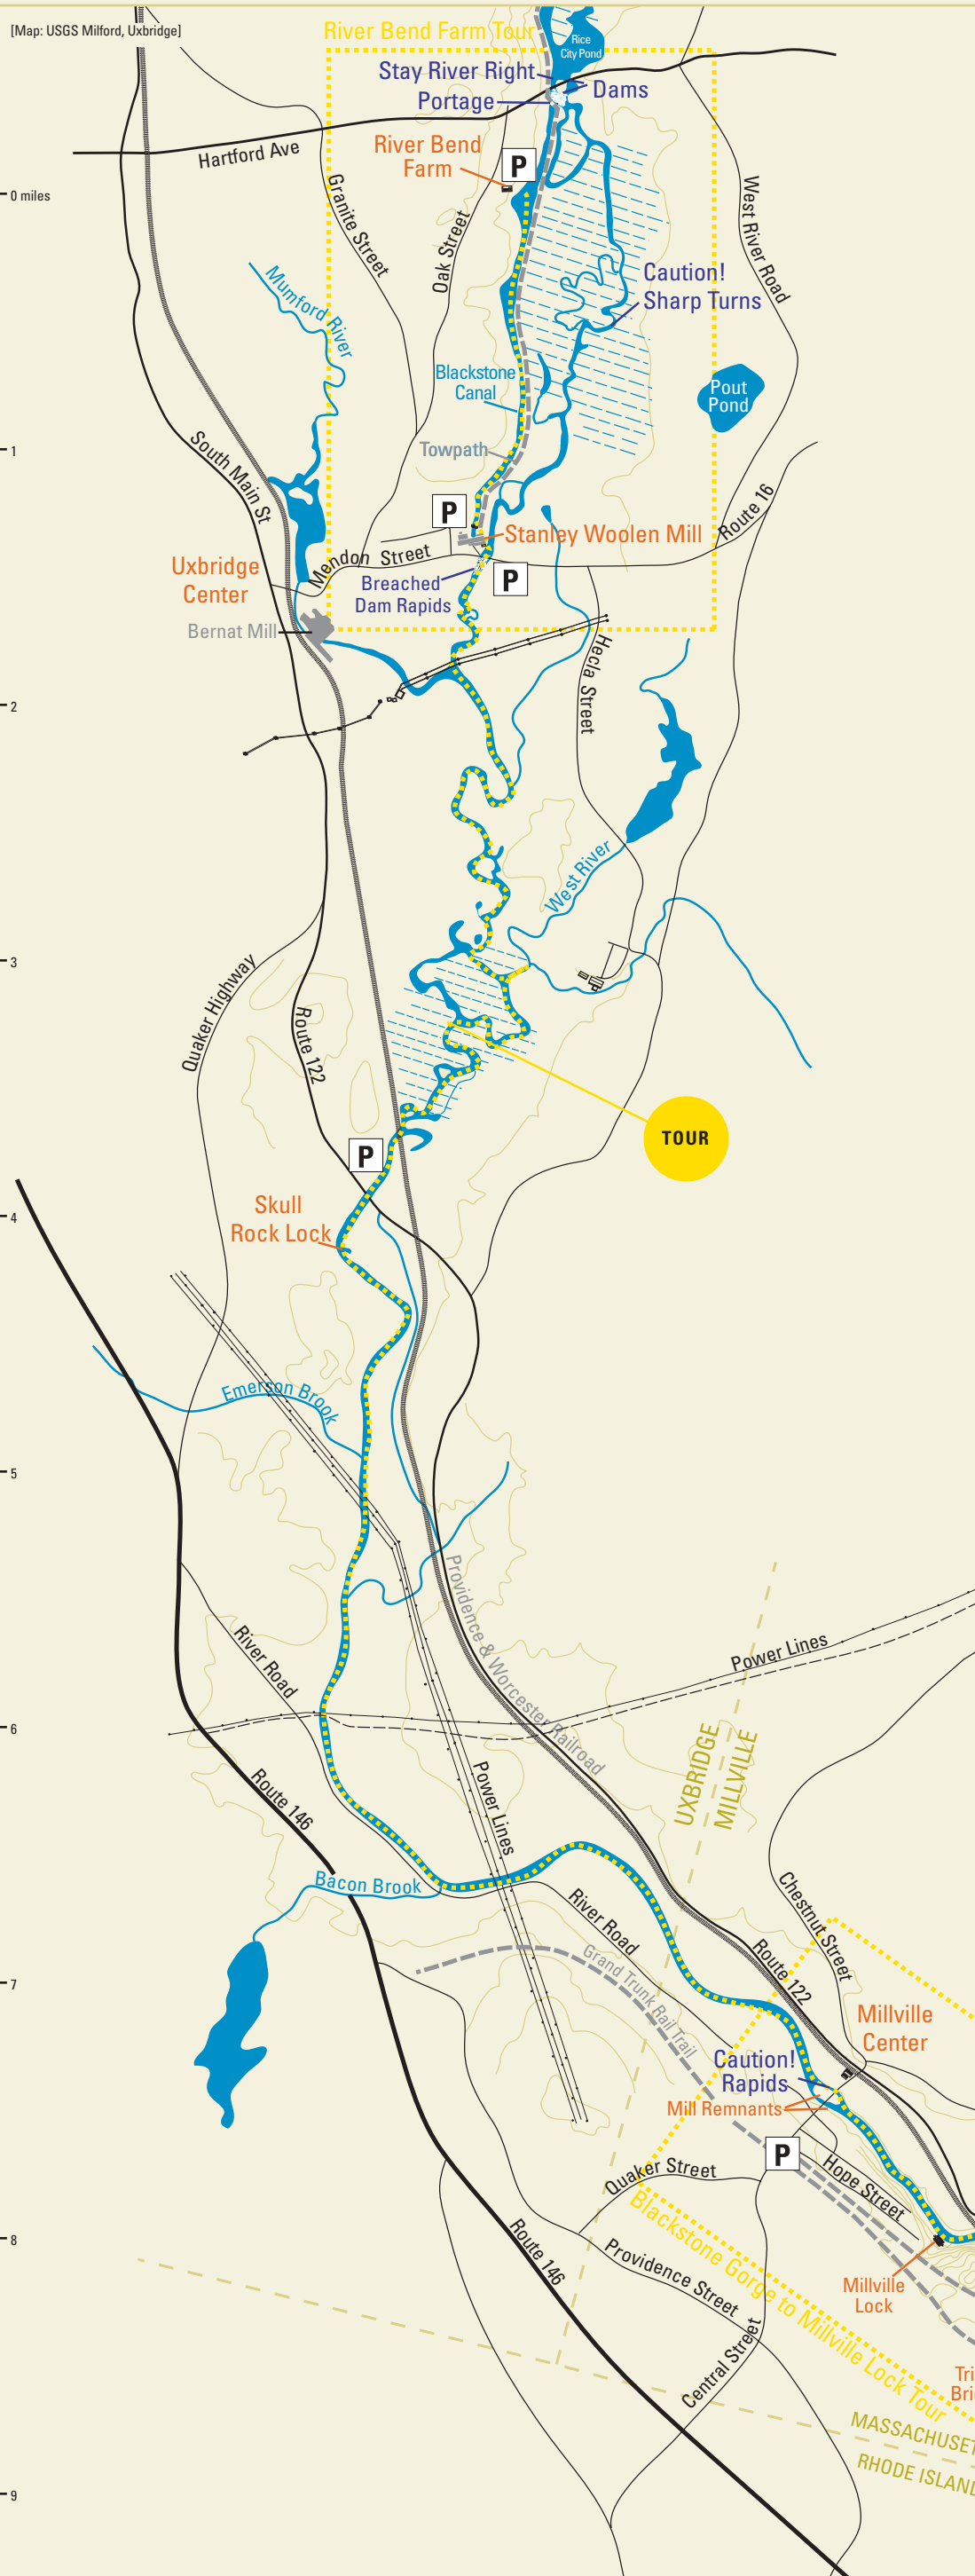 [Map: USGS Milford, Uxbridge]
River Bend Farm Tour
Rice
City Pond
Stay River Right
Dams
Portage
River Bend
Farm
P
Hartford Ave
0 miles
Granite Street
Oak Street
West River Road
Mumford River
Caution!
Sharp Turns
Blackstone
Canal
Pout
Pond
Towpath
1
South Main St
P
Route 16
Stanley Woolen Mill
Mendon Street
Uxbridge
Center
Breached
Dam Rapids
P
Bernat Mill
Hecla Street
2
West River
3
Quaker Highway
Route 122
TOUR
P
Skull
Rock Lock
4
Emerson Brook
5
Providence & Worcester Railroad
River Road
Power Lines
6
UXBRIDGE
MILLVILLE
Route 146
Power Lines
Bacon Brook
Chestnut Street
River Road
Route 122
Grand Trunk Rail Trail
7
Millville
Center
Caution!
Rapids
Mill Remnants
P
Quaker Street
Hope Street
Blackstone Gorge to Millville Lock Tour
8
Route 146
Providence Street
Millville
Lock
Central Street
Tri
Bri
MASSACHUSET
RHODE ISLAND
9